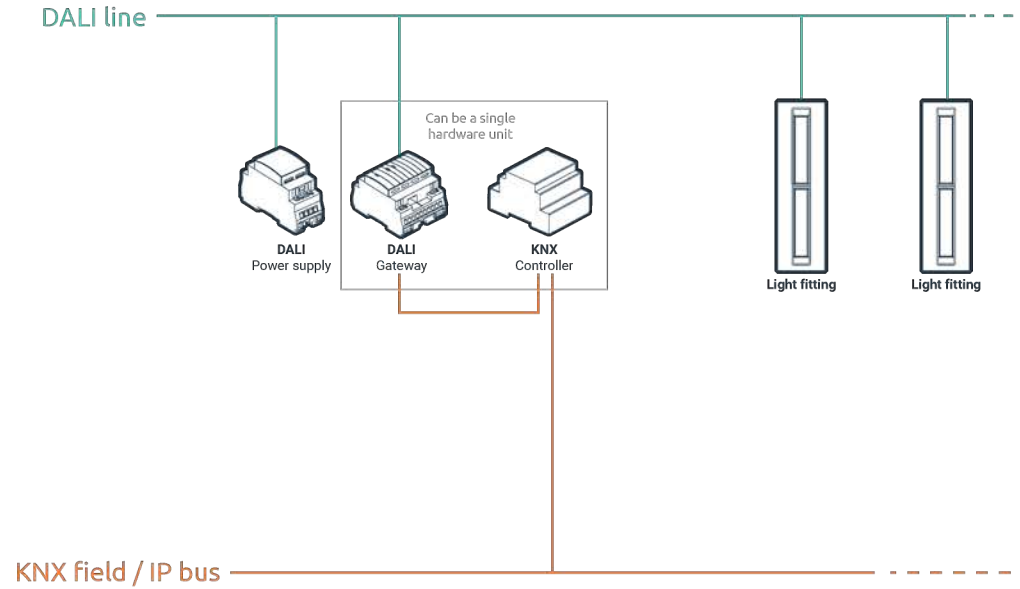 DALI line
Can be a single
hardware unit
DALI
Power supply
DALI
Gateway
KNX
Controller
Light fitting
Light fitting
KNX field / IP bus